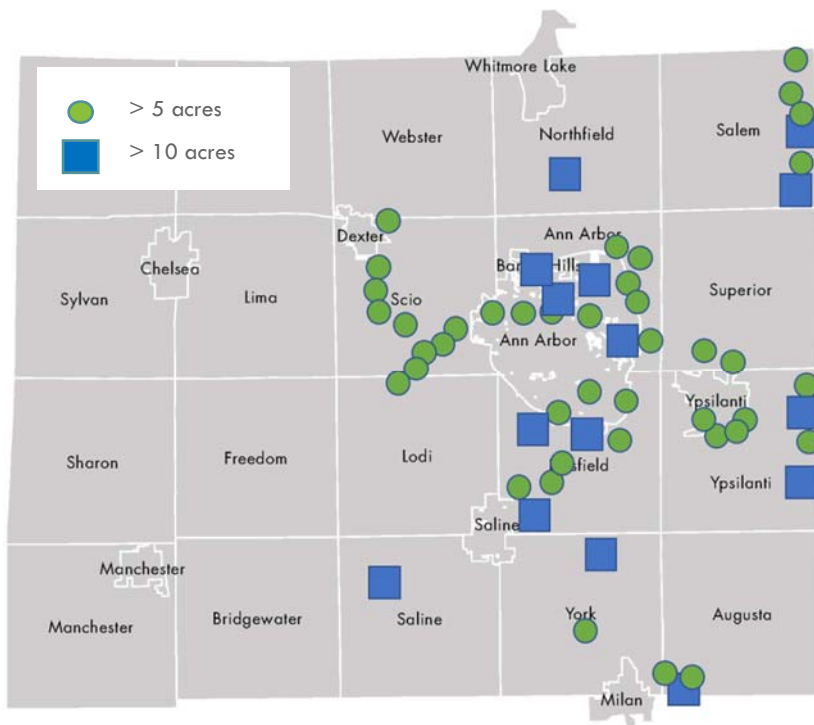 Whitmore Lake
> 5 acres
> 10 acres
Webster
Northfield
Salem
Dexter
Ann Arbor
Chelsea
Hills
Sylvan
Lima
Scio
Superior
Ann Arbor
Ypsilanti
Sharon
Freedom
Lodi
Ypsilanti
Saline
Manchester
Manchester
Bridgewater
Saline
York
Augusta
Milan